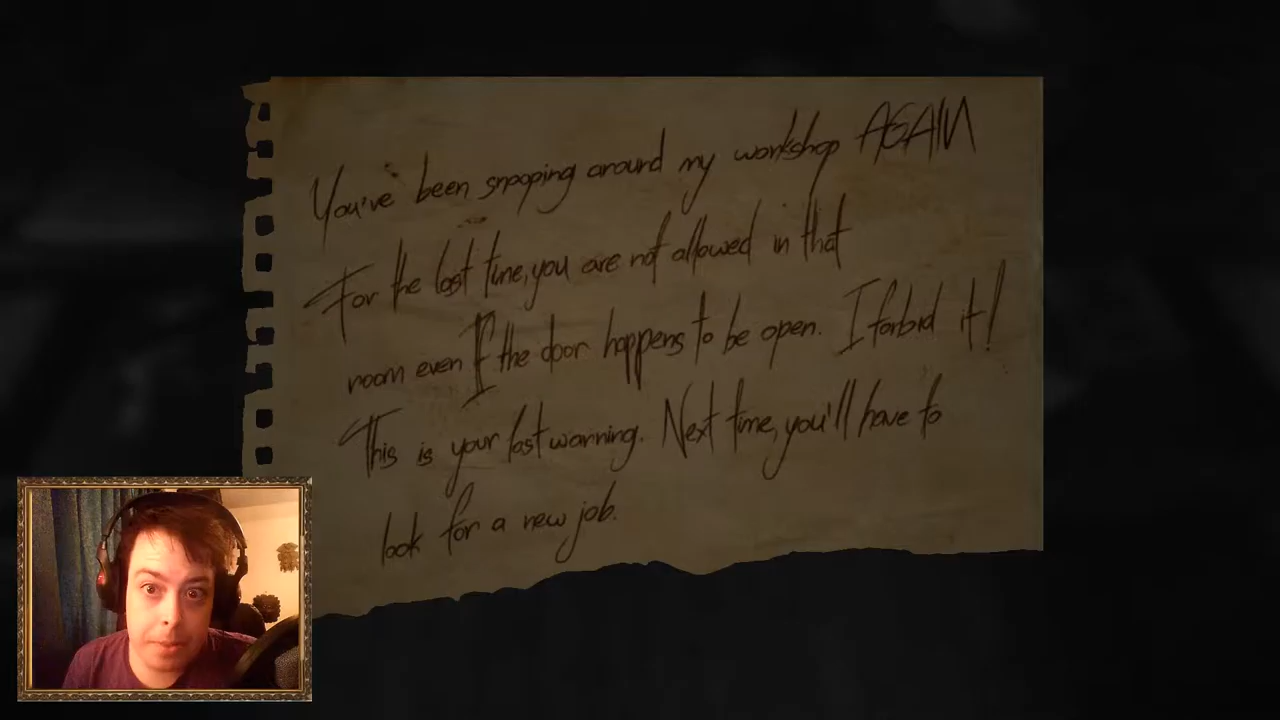 You've been snooping around my workshop AGAIN
For the last time, you are not allowed in that
room even If the door happens to be open. I forbid it!
This is your last warning. Next time, you'll have to
look for a new job.